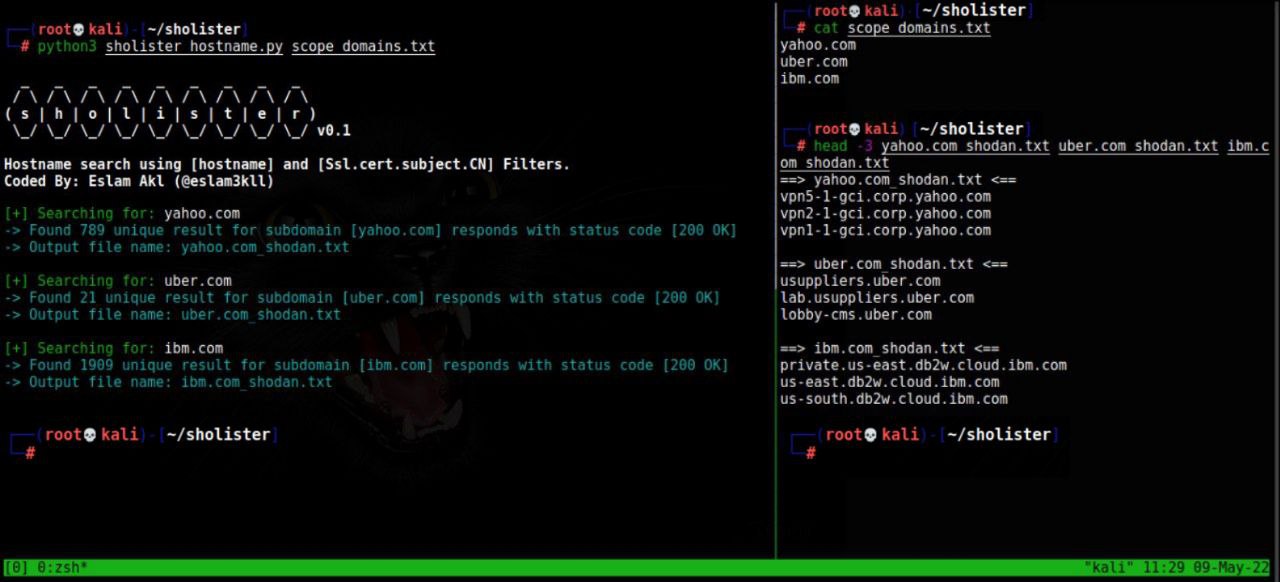 ┌──(root💀kali)-[~/sholister]
└─# python3 sholister_hostname.py scope_domains.txt
( s | h | o | l | i | s | t | e | r )
v0.1
Hostname search using [hostname] and [Ssl.cert.subject.CN] Filters.
Coded By: Eslam Akl (@eslam3kll)
[+] Searching for: yahoo.com
-> Found 789 unique result for subdomain [yahoo.com] responds with status code [200 OK]
-> Output file name: yahoo.com_shodan.txt
[+] Searching for: uber.com
-> Found 21 unique result for subdomain [uber.com] responds with status code [200 OK]
-> Output file name: uber.com_shodan.txt
[+] Searching for: ibm.com
-> Found 1909 unique result for subdomain [ibm.com] responds with status code [200 OK]
-> Output file name: ibm.com_shodan.txt
┌──(root💀kali)-[~/sholister]
└─#
┌──(root💀kali)-[~/sholister]
└─# cat scope_domains.txt
yahoo.com
uber.com
ibm.com
┌──(root💀kali)-[~/sholister]
└─# head -3 yahoo.com_shodan.txt uber.com_shodan.txt ibm.c
om_shodan.txt
==> yahoo.com_shodan.txt <==
vpn5-1-gci.corp.yahoo.com
vpn2-1-gci.corp.yahoo.com
vpn1-1-gci.corp.yahoo.com
==> uber.com_shodan.txt <==
usuppliers.uber.com
lab.usuppliers.uber.com
lobby-cms.uber.com
==> ibm.com_shodan.txt <==
private.us-east.db2w.cloud.ibm.com
us-east.db2w.cloud.ibm.com
us-south.db2w.cloud.ibm.com
┌──(root💀kali)-[~/sholister]
└─#
[0] 0:zsh* "kali" 11:29 09-May-22